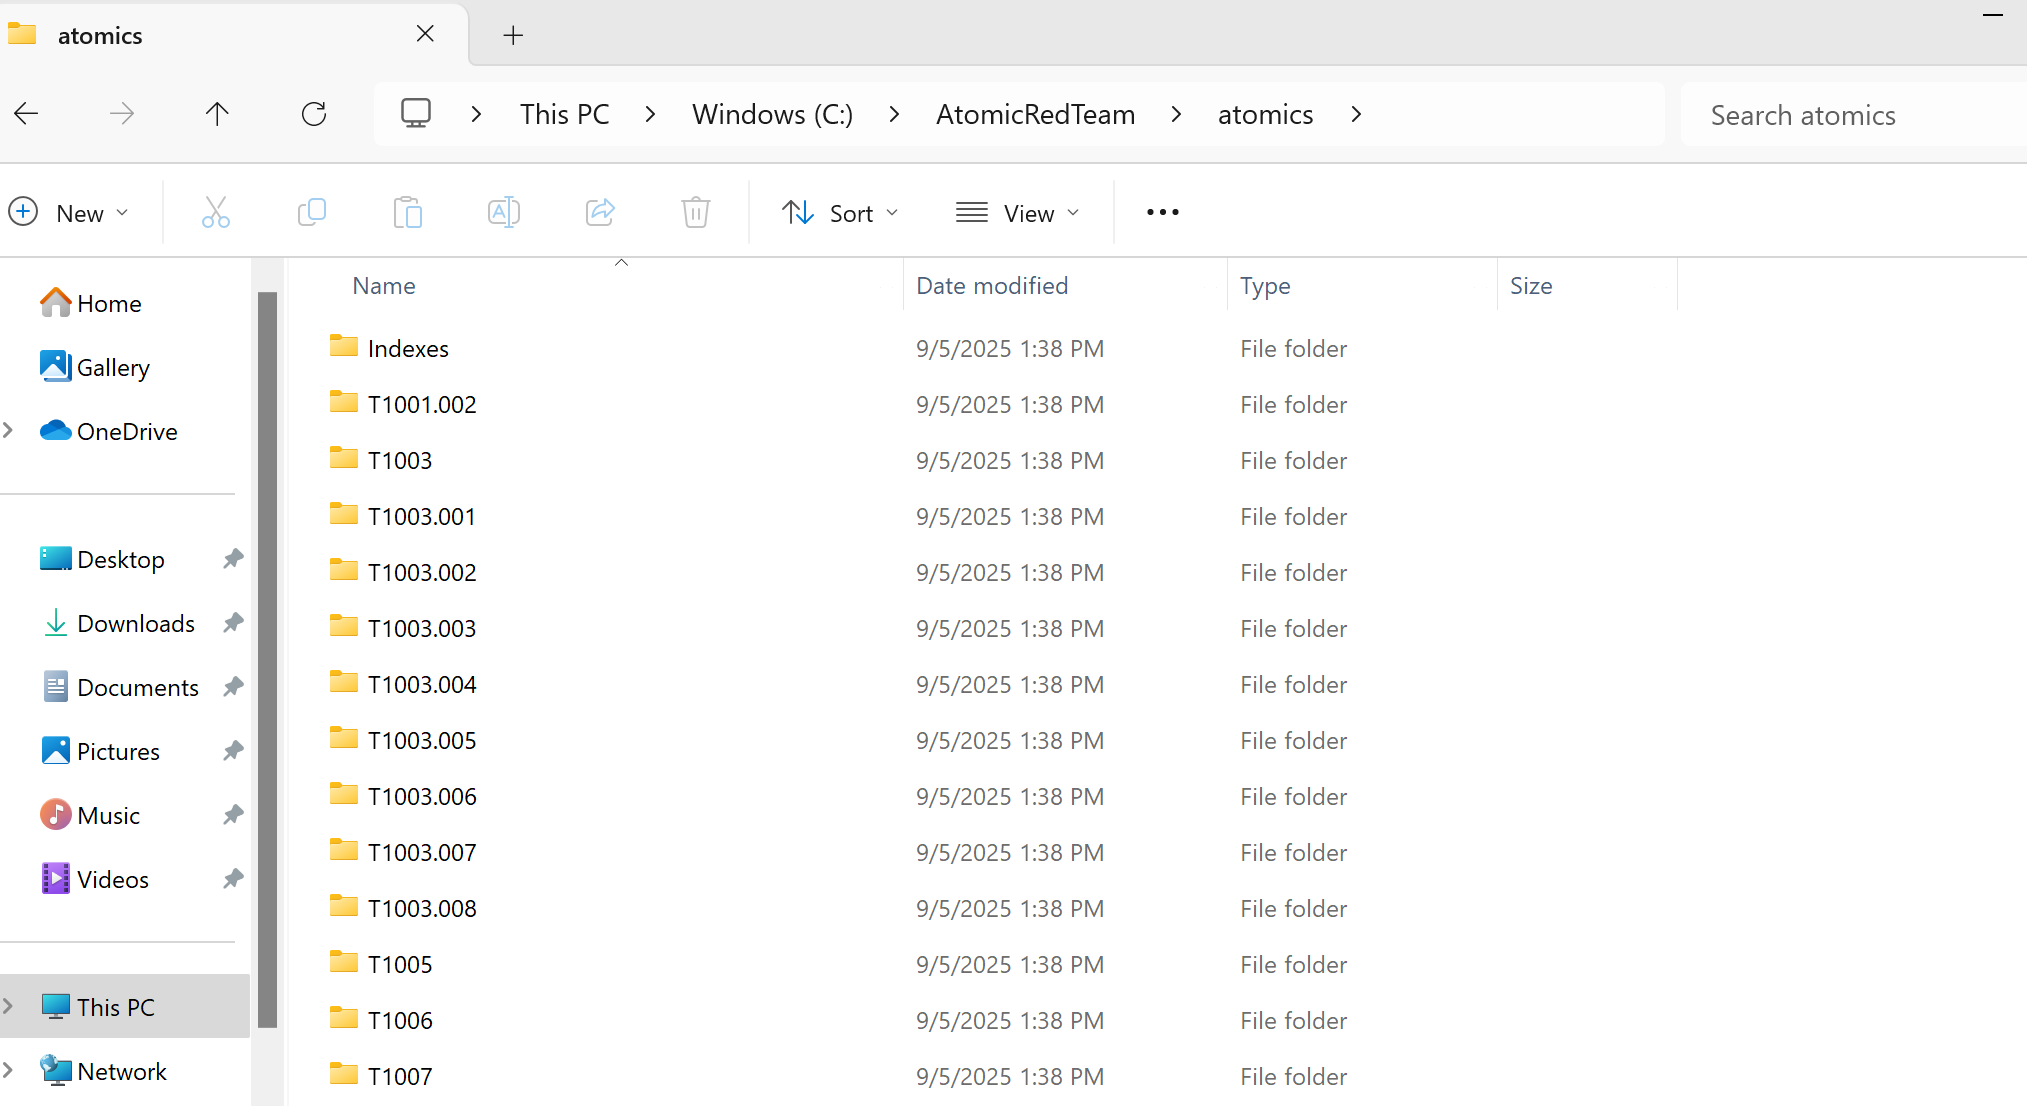 atomics
This PC Windows (C:) AtomicRedTeam atomics Search atomics
New Sort View
Name Date modified Type Size
Home
Gallery
OneDrive
Desktop
Downloads
Documents
Pictures
Music
Videos
This PC
Network
Indexes 9/5/2025 1:38 PM File folder
T1001.002 9/5/2025 1:38 PM File folder
T1003 9/5/2025 1:38 PM File folder
T1003.001 9/5/2025 1:38 PM File folder
T1003.002 9/5/2025 1:38 PM File folder
T1003.003 9/5/2025 1:38 PM File folder
T1003.004 9/5/2025 1:38 PM File folder
T1003.005 9/5/2025 1:38 PM File folder
T1003.006 9/5/2025 1:38 PM File folder
T1003.007 9/5/2025 1:38 PM File folder
T1003.008 9/5/2025 1:38 PM File folder
T1005 9/5/2025 1:38 PM File folder
T1006 9/5/2025 1:38 PM File folder
T1007 9/5/2025 1:38 PM File folder